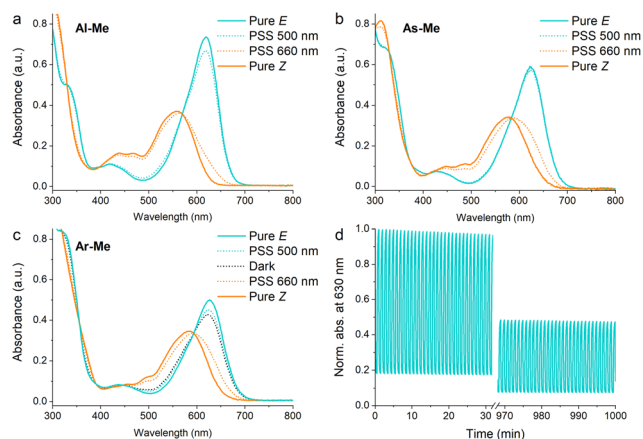 a
Al-Me
Pure E
PSS 500 nm
PSS 660 nm
Pure Z
Absorbance (a.u.)
0.8
0.6
0.4
0.2
0.0
300 400 500 600 700 800
Wavelength (nm)
b
As-Me
Pure E
PSS 500 nm
PSS 660 nm
Pure Z
Absorbance (a.u.)
0.8
0.6
0.4
0.2
0.0
300 400 500 600 700 800
Wavelength (nm)
c
Ar-Me
Pure E
PSS 500 nm
Dark
PSS 660 nm
Pure Z
Absorbance (a.u.)
0.8
0.6
0.4
0.2
0.0
300 400 500 600 700 800
Wavelength (nm)
d
Norm. abs. at 630 nm
1.0
0.8
0.6
0.4
0.2
0.0
0 10 20 30 970 980 990 1000
Time (min)